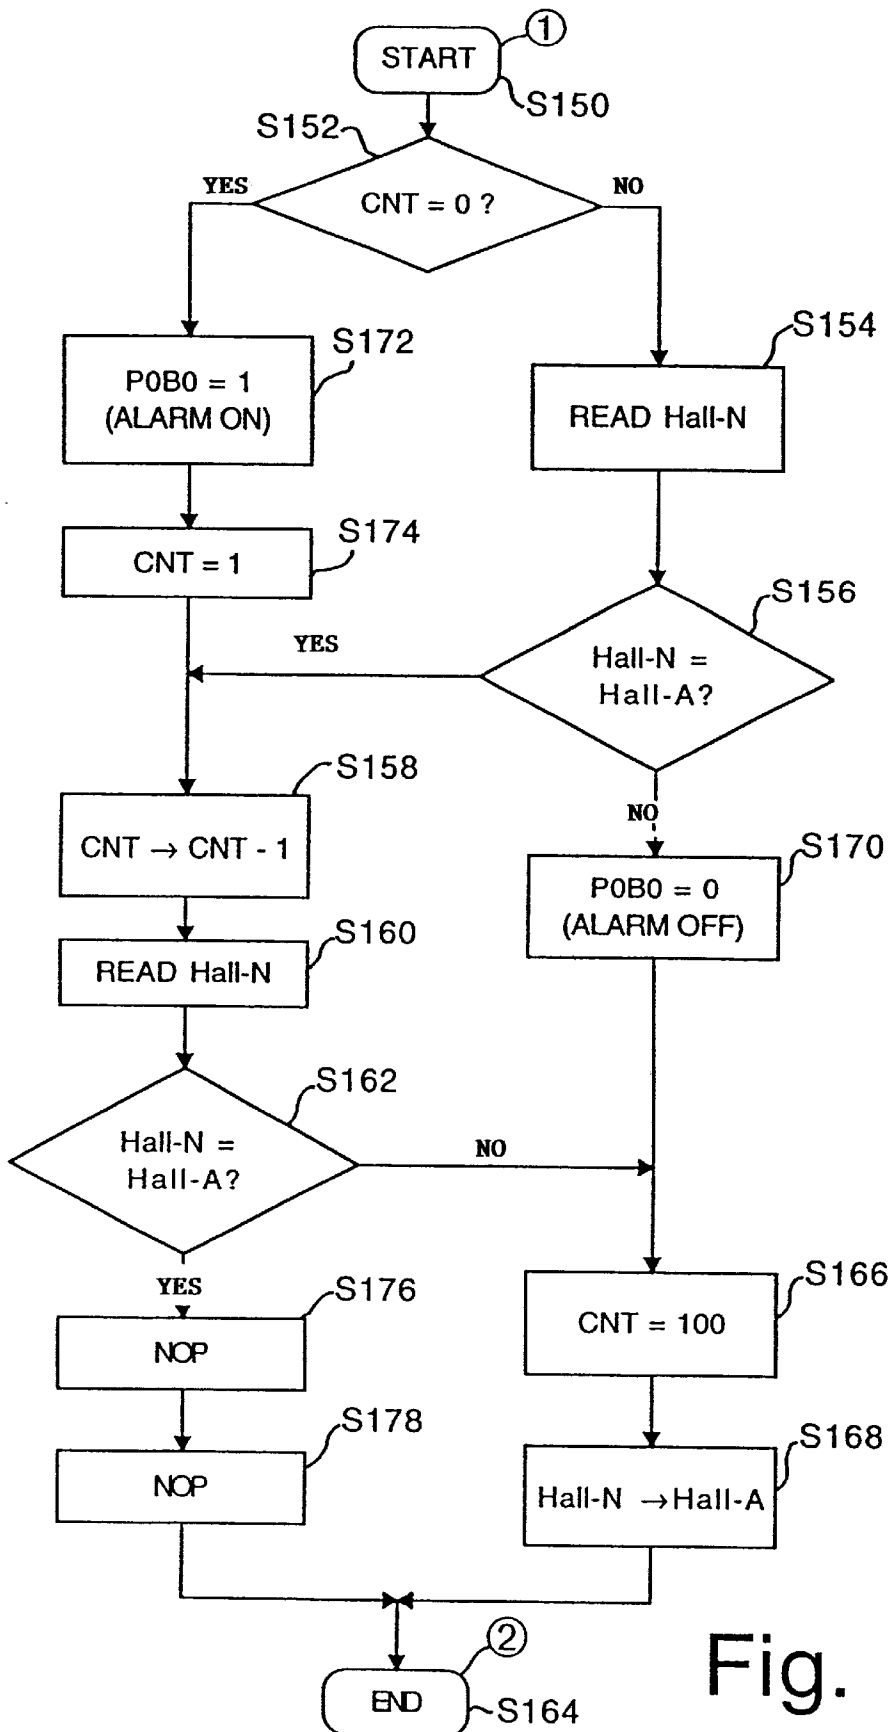 ①
START
S150
S152
YES
CNT = 0 ?
NO
S172
P0B0 = 1
(ALARM ON)
S154
READ Hall-N
S174
CNT = 1
S156
YES
Hall-N =
Hall-A?
S158
CNT → CNT - 1
NO
S170
P0B0 = 0
(ALARM OFF)
S160
READ Hall-N
S162
Hall-N =
Hall-A?
NO
YES
S176
NOP
S166
CNT = 100
S178
NOP
S168
Hall-N → Hall-A
②
END
S164
Fig.